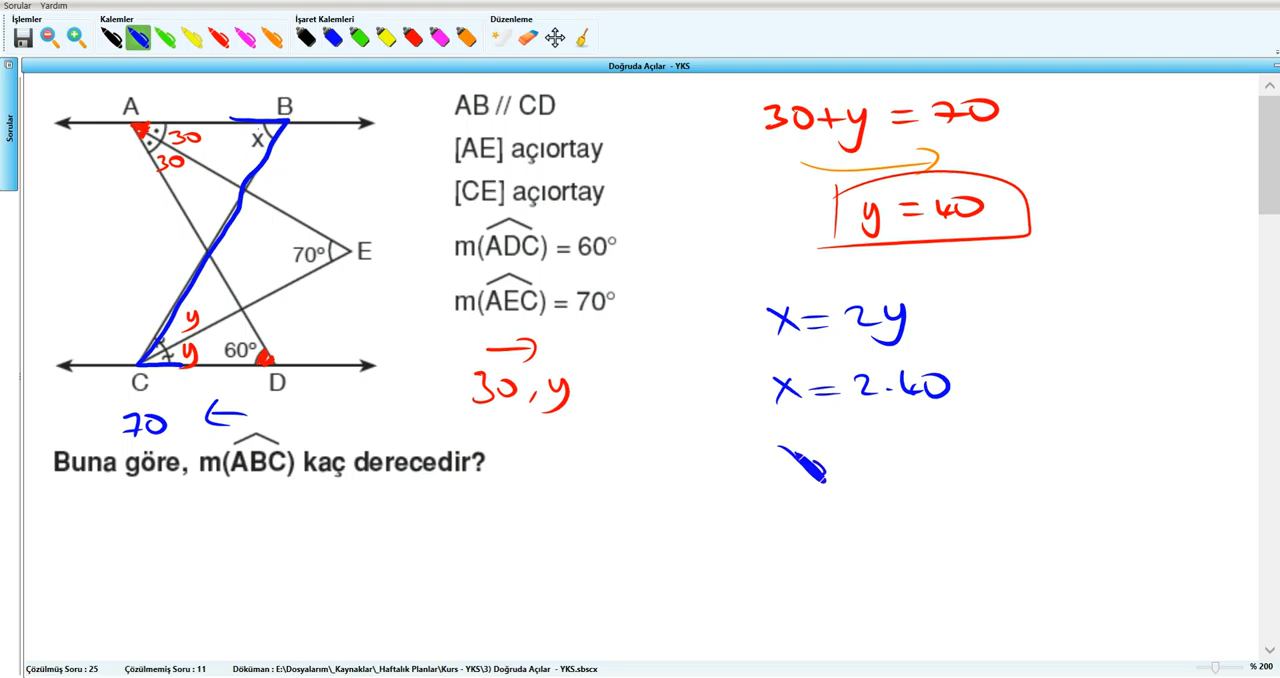 Sorular Yardım
İşlemler Kalemler İşaret Kalemleri Düzenleme
Doğruda Açılar - YKS
Sorular
A B
30
x
30
70° E
y
y
60°
C D
70 ←
AB // CD
[AE] açıortay
[CE] açıortay
m(ADC) = 60°
m(AEC) = 70°
→
30, y
Buna göre, m(ABC) kaç derecedir?
30+y = 70
y = 40
x = 2y
x = 2.40
Çözülmüş Soru : 25 Çözülmemiş Soru : 11 Döküman : E:\Dosyalarım\_Kaynaklar\_Haftalık Planlar\Kurs - YKS\3) Doğruda Açılar - YKS.sbscx % 200